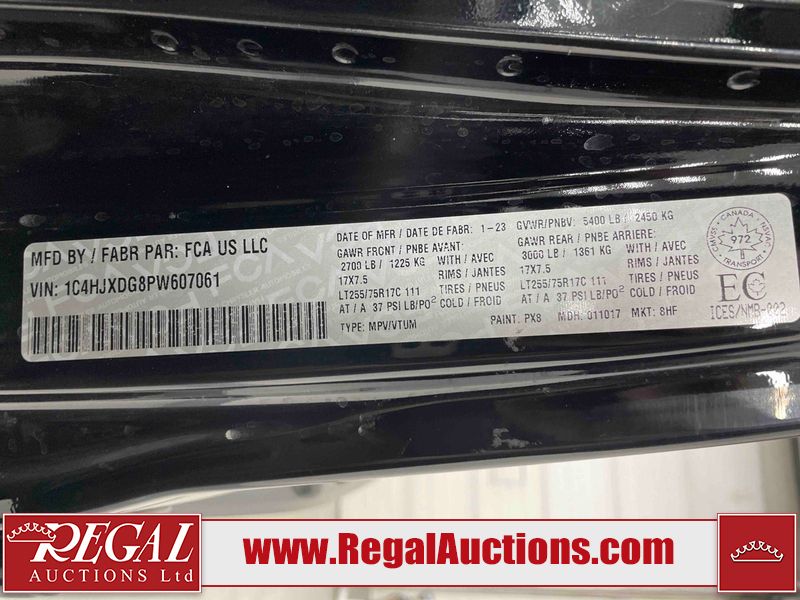 MFD BY / FABR PAR: FCA US LLC
VIN: 1C4HJXDG8PW607061
DATE OF MFR / DATE DE FABR: 1-23
GVWR/PNBV: 5400 LB / 2450 KG
GAWR FRONT / PNBE AVANT:
GAWR REAR / PNBE ARRIERE:
2700 LB / 1225 KG WITH / AVEC
3000 LB / 1361 KG WITH / AVEC
17X7.5 RIMS / JANTES
17X7.5 RIMS / JANTES
LT255/75R17C 111 TIRES / PNEUS
LT255/75R17C 111 TIRES / PNEUS
AT / A 37 PSI LB/PO² COLD / FROID
AT / A 37 PSI LB/PO² COLD / FROID
TYPE: MPV/VTUM PAINT: PX8 MDH: 011017 MKT: 8HF
CANADA
CMVSS
NSVAC
972
TRANSPORT
EC
ICES/NMB-002
REGAL
AUCTIONS Ltd
www.RegalAuctions.com